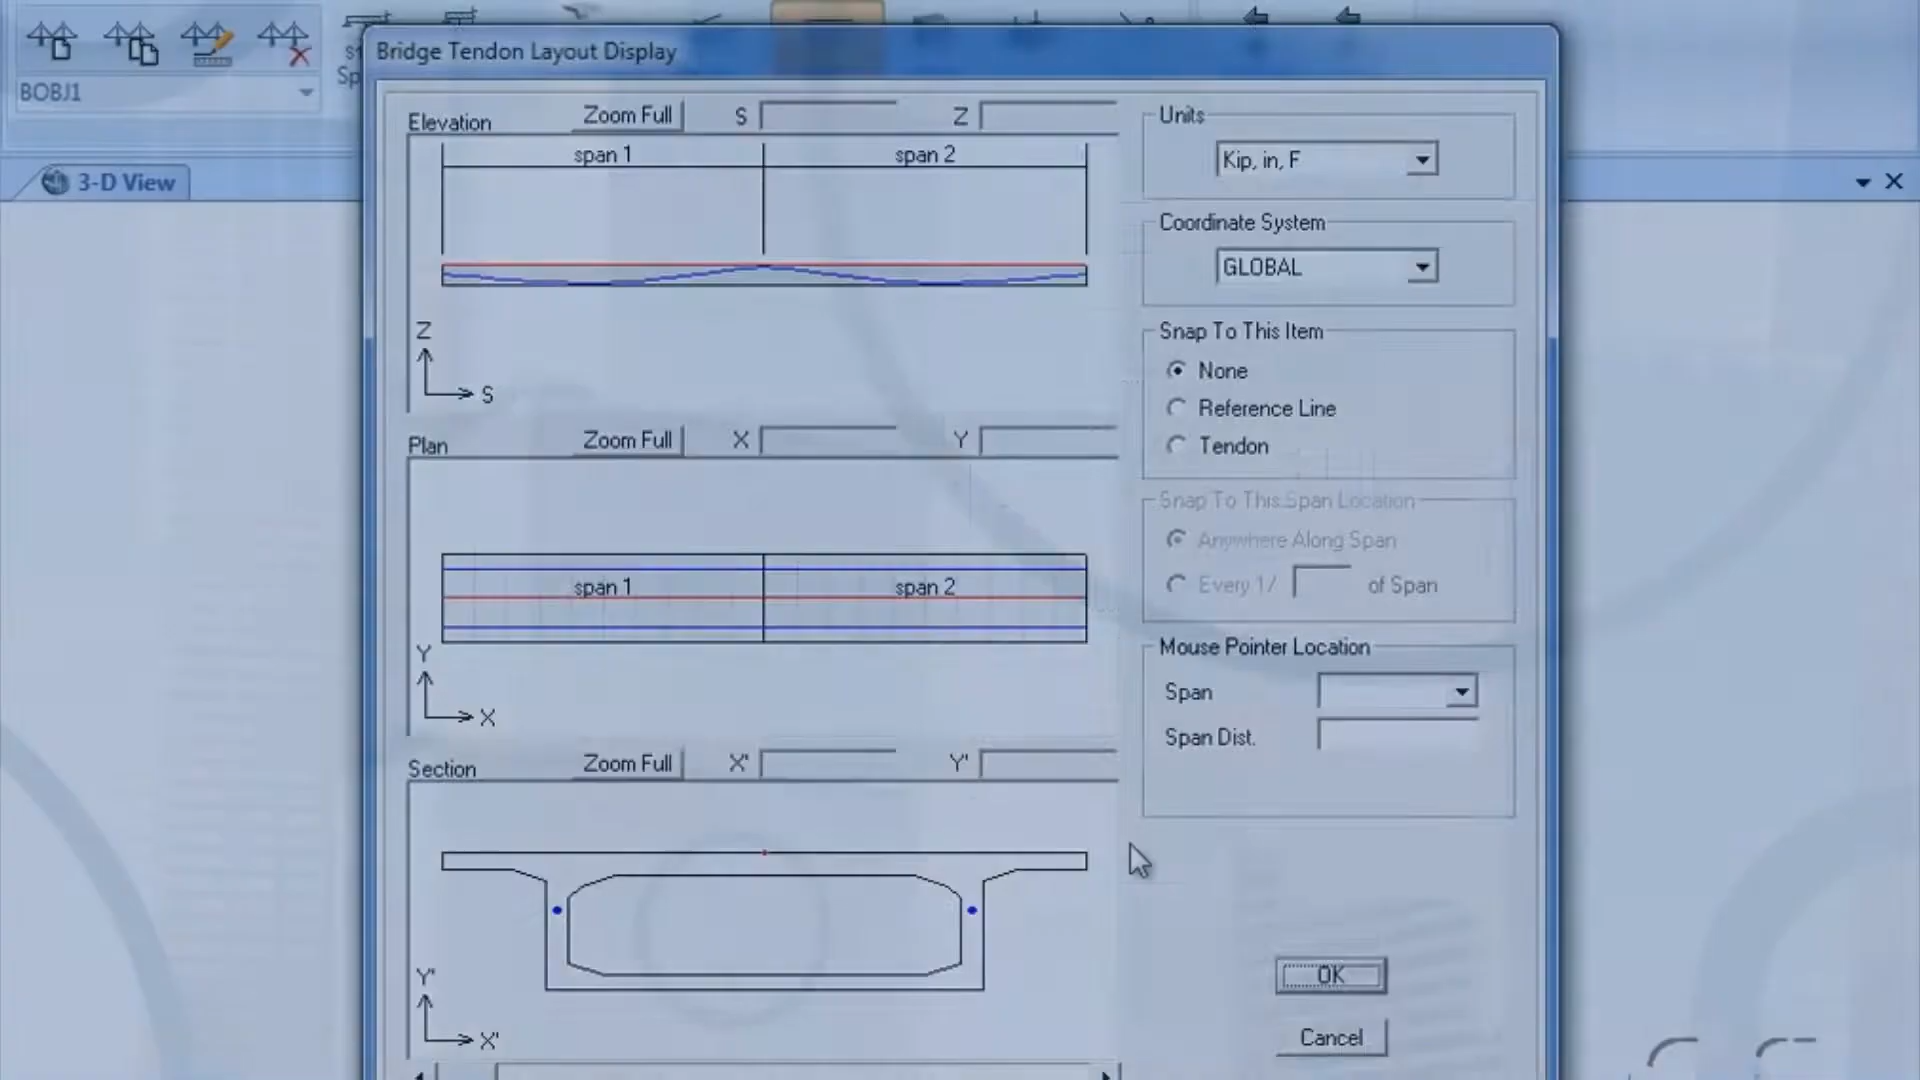 Bridge Tendon Layout Display
BOBJ1
3-D View
Elevation
Zoom Full
S
Z
span 1
span 2
Z
S
Plan
Zoom Full
X
Y
span 1
span 2
Y
X
Section
Zoom Full
X'
Y'
Y'
X'
Units
Kip, in, F
Coordinate System
GLOBAL
Snap To This Item
None
Reference Line
Tendon
Snap To This Span Location
Anywhere Along Span
Every 1/
of Span
Mouse Pointer Location
Span
Span Dist.
OK
Cancel